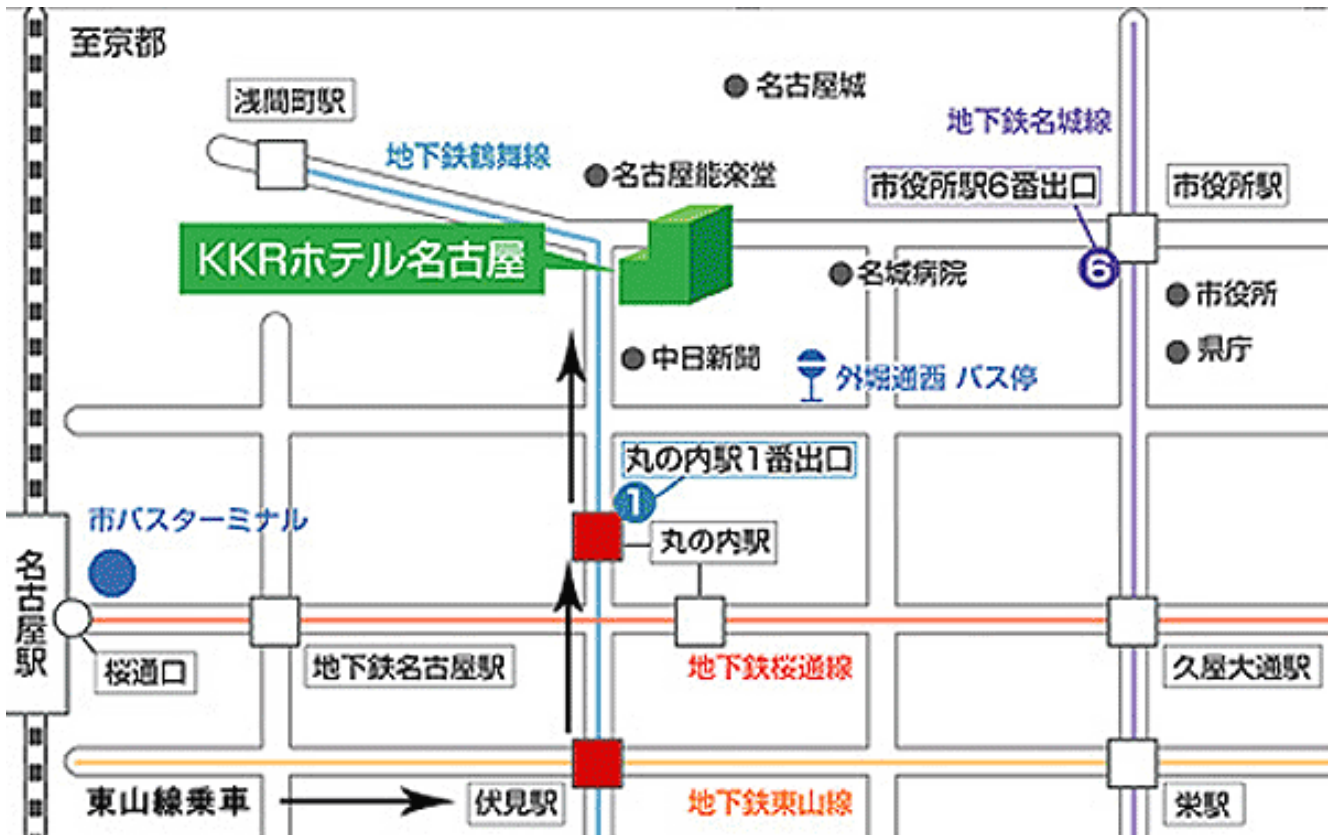 至京都
名古屋城
浅間町駅
地下鉄名城線
地下鉄鶴舞線
名古屋能楽堂
市役所駅6番出口
市役所駅
KKRホテル名古屋
名城病院
6
市役所
中日新聞
県庁
外堀通西 バス停
丸の内駅1番出口
1
市バスターミナル
丸の内駅
名古屋駅
桜通口
地下鉄名古屋駅
地下鉄桜通線
久屋大通駅
東山線乗車
伏見駅
地下鉄東山線
栄駅